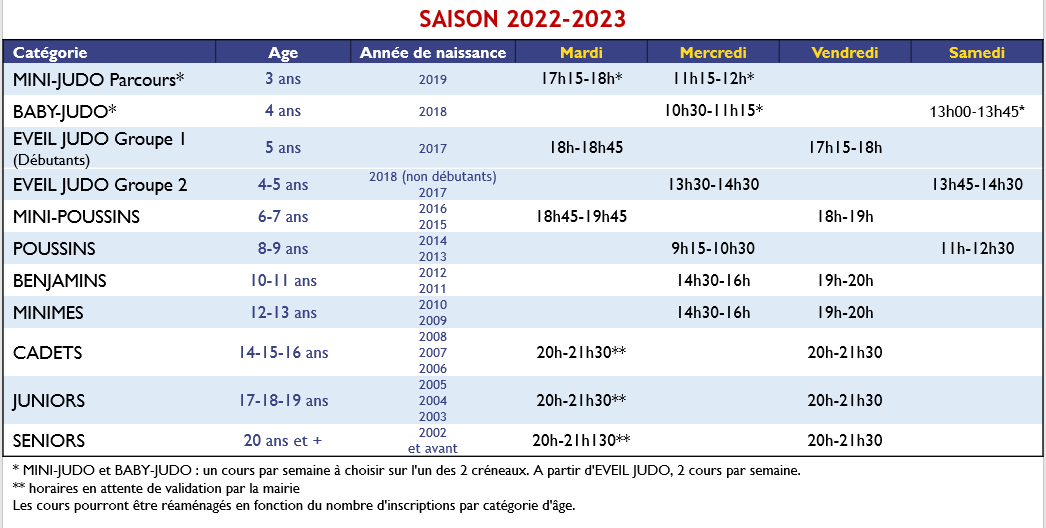 SAISON 2022-2023
Catégorie Age Année de naissance Mardi Mercredi Vendredi Samedi
MINI-JUDO Parcours* 3 ans 2019 17h15-18h* 11h15-12h*
BABY-JUDO* 4 ans 2018 10h30-11h15* 13h00-13h45*
EVEIL JUDO Groupe 1
(Débutants) 5 ans 2017 18h-18h45 17h15-18h
EVEIL JUDO Groupe 2 4-5 ans 2018 (non débutants) 13h30-14h30 13h45-14h30
2017
MINI-POUSSINS 6-7 ans 2016 18h45-19h45 18h-19h
2015
POUSSINS 8-9 ans 2014 9h15-10h30 11h-12h30
2013
BENJAMINS 10-11 ans 2012 14h30-16h 19h-20h
2011
MINIMES 12-13 ans 2010 14h30-16h 19h-20h
2009
2008
CADETS 14-15-16 ans 2007 20h-21h30** 20h-21h30
2006
2005
JUNIORS 17-18-19 ans 2004 20h-21h30** 20h-21h30
2003
SENIORS 20 ans et + 2002 20h-21h130** 20h-21h30
et avant
* MINI-JUDO et BABY-JUDO : un cours par semaine à choisir sur l'un des 2 créneaux. A partir d'EVEIL JUDO, 2 cours par semaine.
** horaires en attente de validation par la mairie
Les cours pourront être réaménagés en fonction du nombre d'inscriptions par catégorie d'âge.